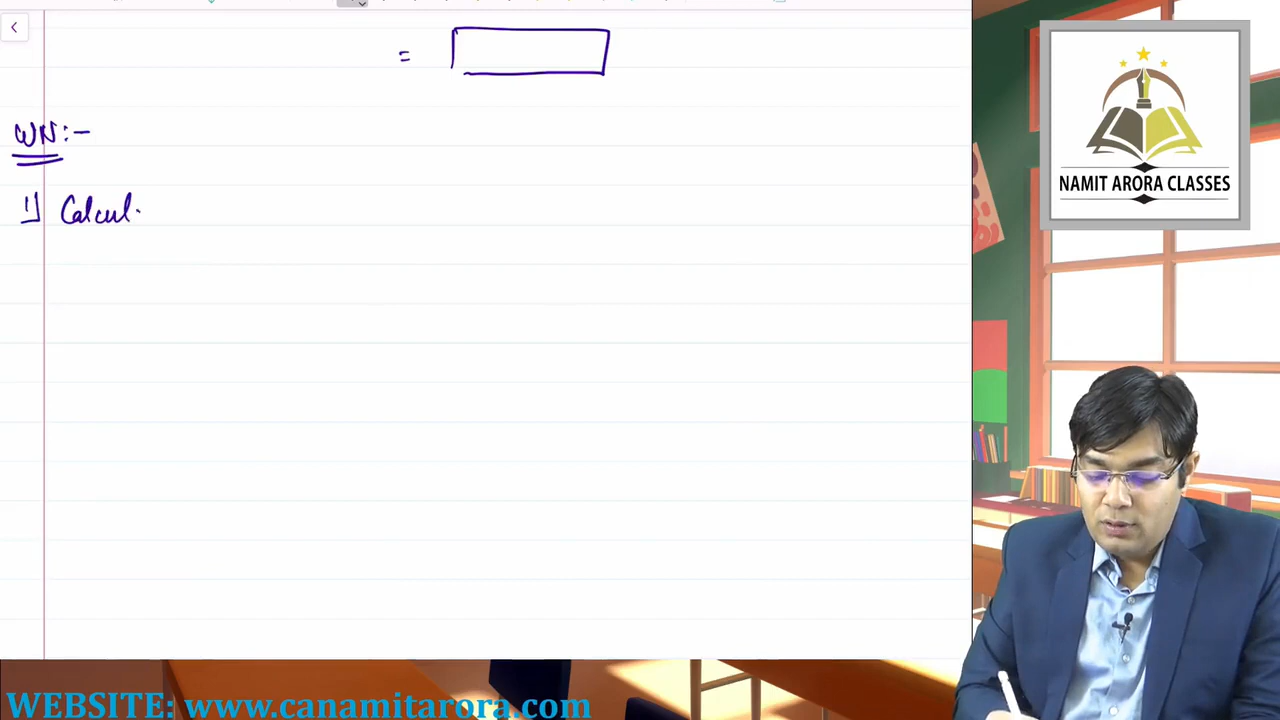 =
WN:-
1] Calcul.
NAMIT ARORA CLASSES
WEBSITE: www.canamitarora.com